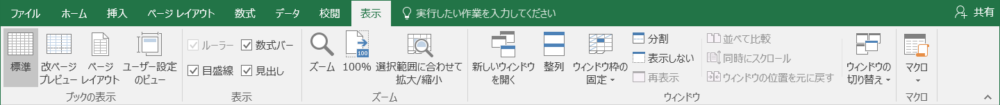 ファイル ホーム 挿入 ページ レイアウト 数式 データ 校閲 表示 実行したい作業を入力してください 共有
標準
改ページ
プレビュー
ページ
レイアウト
ユーザー設定
のビュー
ブックの表示
ルーラー 数式バー
目盛線 見出し
表示
ズーム
100
100%
選択範囲に合わせて
拡大/縮小
ズーム
新しいウィンドウ
を開く
整列
ウィンドウ枠の
固定
分割
表示しない
再表示
並べて比較
同時にスクロール
ウィンドウの位置を元に戻す
ウィンドウの
切り替え
ウィンドウ
マクロ
マクロ